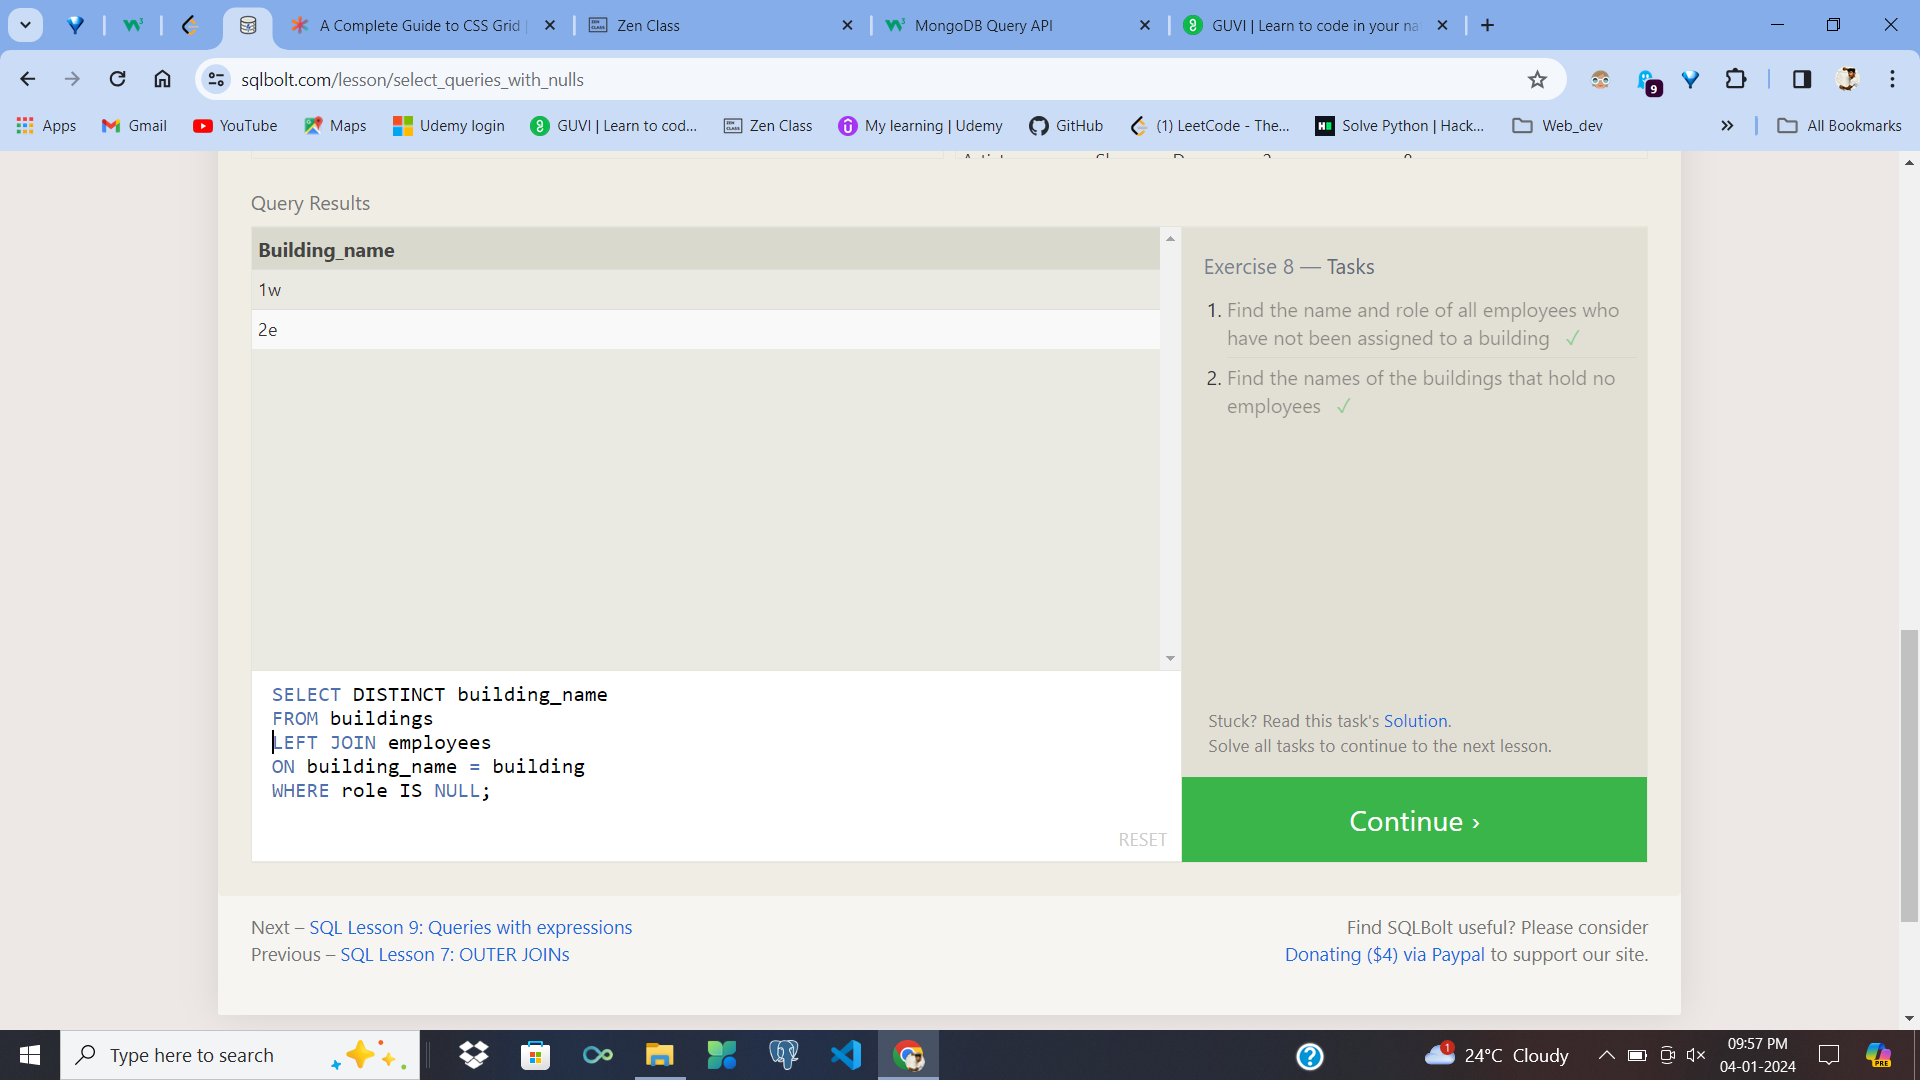 A Complete Guide to CSS Grid
Zen Class
MongoDB Query API
GUVI | Learn to code in your na
sqlbolt.com/lesson/select_queries_with_nulls
9
Apps
Gmail
YouTube
Maps
Udemy login
GUVI | Learn to cod...
Zen Class
My learning | Udemy
GitHub
(1) LeetCode - The...
Solve Python | Hack...
Web_dev
All Bookmarks
Query Results
Building_name
1w
2e
Exercise 8 — Tasks
1. Find the name and role of all employees who
have not been assigned to a building ✓
2. Find the names of the buildings that hold no
employees ✓
SELECT DISTINCT building_name
FROM buildings
LEFT JOIN employees
ON building_name = building
WHERE role IS NULL;
RESET
Stuck? Read this task's Solution.
Solve all tasks to continue to the next lesson.
Continue ›
Next – SQL Lesson 9: Queries with expressions
Previous – SQL Lesson 7: OUTER JOINs
Find SQLBolt useful? Please consider
Donating ($4) via Paypal to support our site.
Type here to search
1
24°C Cloudy
09:57 PM
04-01-2024
PRE